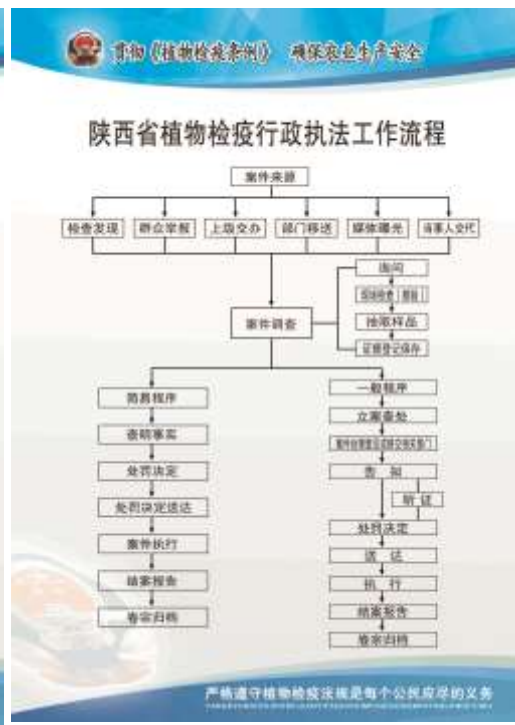 贯彻《植物检疫条例》 确保农业生产安全
陕西省植物检疫行政执法工作流程
案件来源
检查发现 群众举报 上级交办 部门移送 媒体曝光 当事人交代
询问
现场检查（勘验）
抽取样品
证据登记保存
案件调查
简易程序
查明事实
处罚决定
处罚决定送达
案件执行
结案报告
卷宗归档
一般程序
立案查处
告知
听证
处罚决定
送达
执行
结案报告
卷宗归档
严格遵守植物检疫法规是每个公民应尽的义务